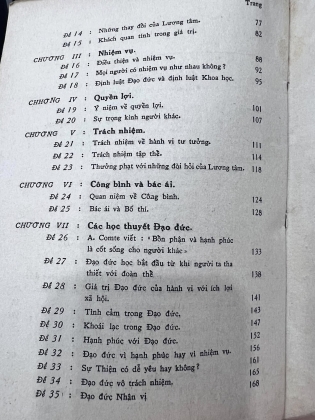 Trang
Đề 14 : Những thay đổi của Lương tâm. 77
Đề 15 : Khách quan tính trong giá trị. 82
CHƯƠNG III : Nhiệm vụ.
Đề 16 : Điều thiện và nhiệm vụ. 88
Đề 17 : Mọi người có nhiệm vụ như nhau không ? 92
Đề 18 : Định luật Đạo đức và định luật Khoa học. 95
CHƯƠNG IV : Quyền lợi.
Đề 19 : Ý niệm về quyền lợi. 101
Đề 20 : Sự trọng kính người khác. 107
CHƯƠNG V : Trách nhiệm.
Đề 21 : Trách nhiệm về hành vi tư tưởng. 111
Đề 22 : Trách nhiệm tập thể. 114
Đề 23 : Thưởng phạt với những đòi hỏi của Lương tâm. 118
CHƯƠNG VI : Công bình và bác ái.
Đề 24 : Quan niệm về Công bình. 124
Đề 25 : Bác ái và Bố thí. 128
CHƯƠNG VII : Các học thuyết Đạo đức.
Đề 26 : A. Comte viết : "Bổn phận và hạnh phúc
là cốt sống cho người khác» 133
Đề 27 : Đạo đức học bắt đầu từ khi người ta tha
thiết với đoàn thể 138
Đề 28 : Giá trị Đạo đức của hành vi với ích lợi
xã hội. 141
Đề 29 : Tình cảm trong Đạo đức. 143
Đề 30 : Khoái lạc trong Đạo đức. 147
Đề 31 : Hạnh phúc với Đạo đức. 152
Đề 32 : Đạo đức vì hạnh phúc hay vì nhiệm vụ. 156
Đề 33 : Sự Thiện có dễ yêu hay không ? 161
Đề 34 : Đạo đức vô trách nhiệm. 165
Đề 35 : Đạo đức Nhân vị 168